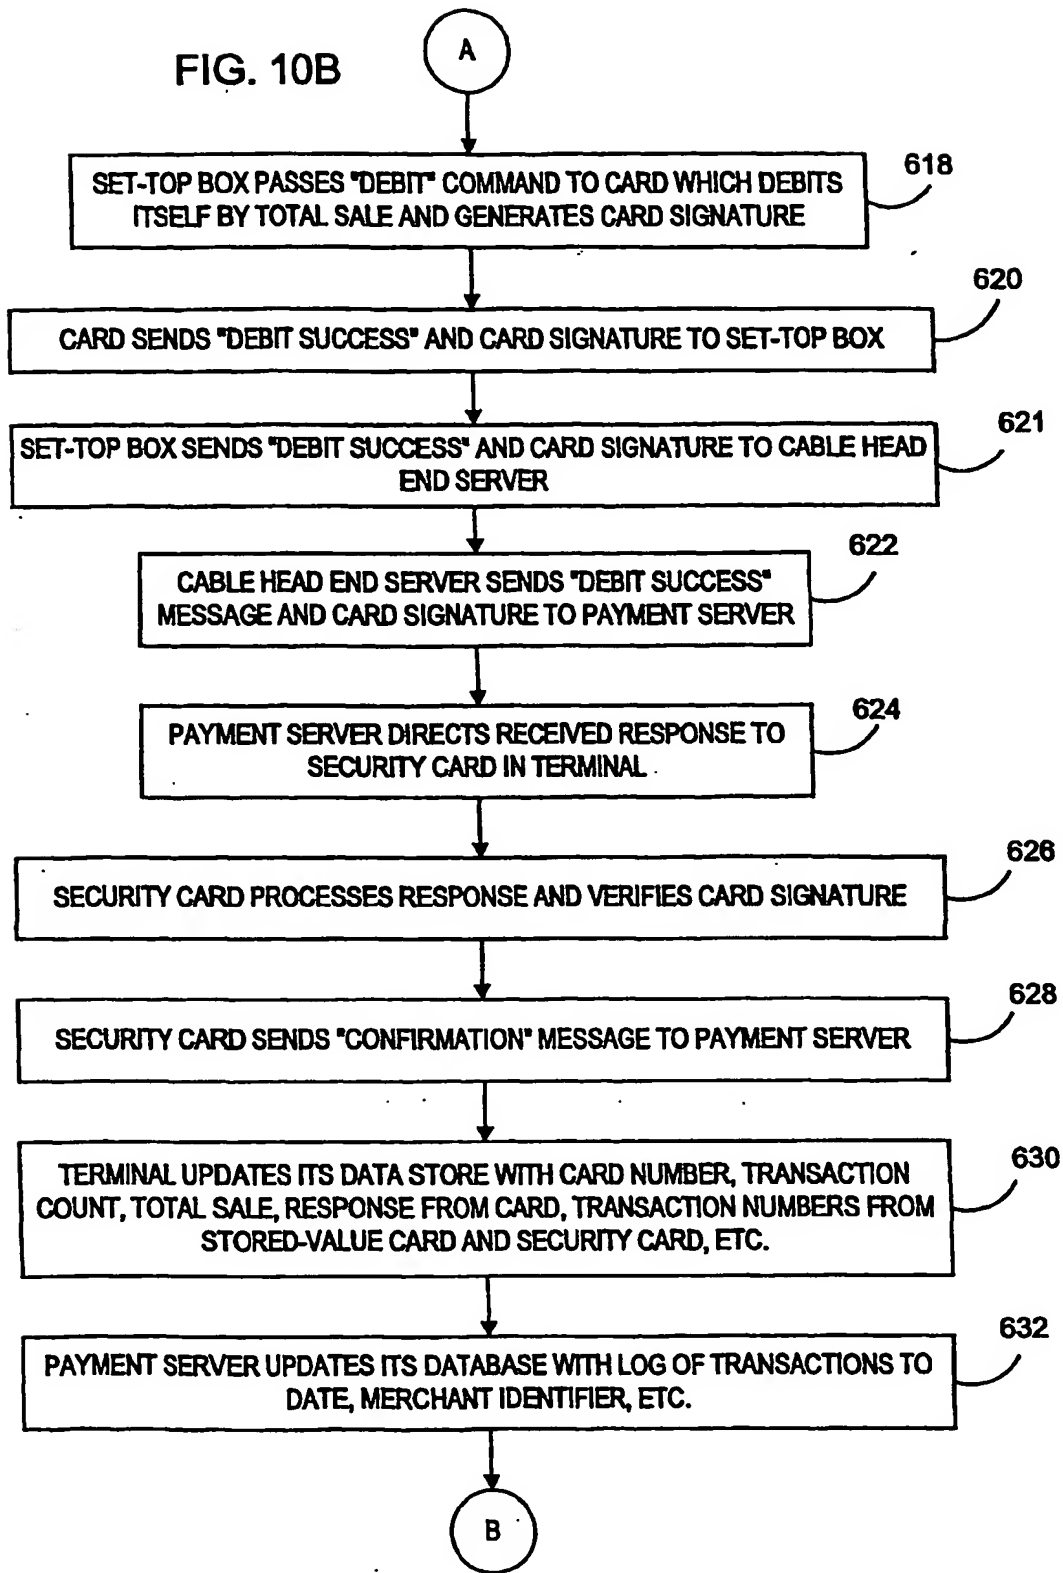 FIG. 10B
A
SET-TOP BOX PASSES "DEBIT" COMMAND TO CARD WHICH DEBITS
ITSELF BY TOTAL SALE AND GENERATES CARD SIGNATURE
618
CARD SENDS "DEBIT SUCCESS" AND CARD SIGNATURE TO SET-TOP BOX
620
SET-TOP BOX SENDS "DEBIT SUCCESS" AND CARD SIGNATURE TO CABLE HEAD
END SERVER
621
CABLE HEAD END SERVER SENDS "DEBIT SUCCESS"
MESSAGE AND CARD SIGNATURE TO PAYMENT SERVER
622
PAYMENT SERVER DIRECTS RECEIVED RESPONSE TO
SECURITY CARD IN TERMINAL
624
SECURITY CARD PROCESSES RESPONSE AND VERIFIES CARD SIGNATURE
626
SECURITY CARD SENDS "CONFIRMATION" MESSAGE TO PAYMENT SERVER
628
TERMINAL UPDATES ITS DATA STORE WITH CARD NUMBER, TRANSACTION
COUNT, TOTAL SALE, RESPONSE FROM CARD, TRANSACTION NUMBERS FROM
STORED-VALUE CARD AND SECURITY CARD, ETC.
630
PAYMENT SERVER UPDATES ITS DATABASE WITH LOG OF TRANSACTIONS TO
DATE, MERCHANT IDENTIFIER, ETC.
632
B